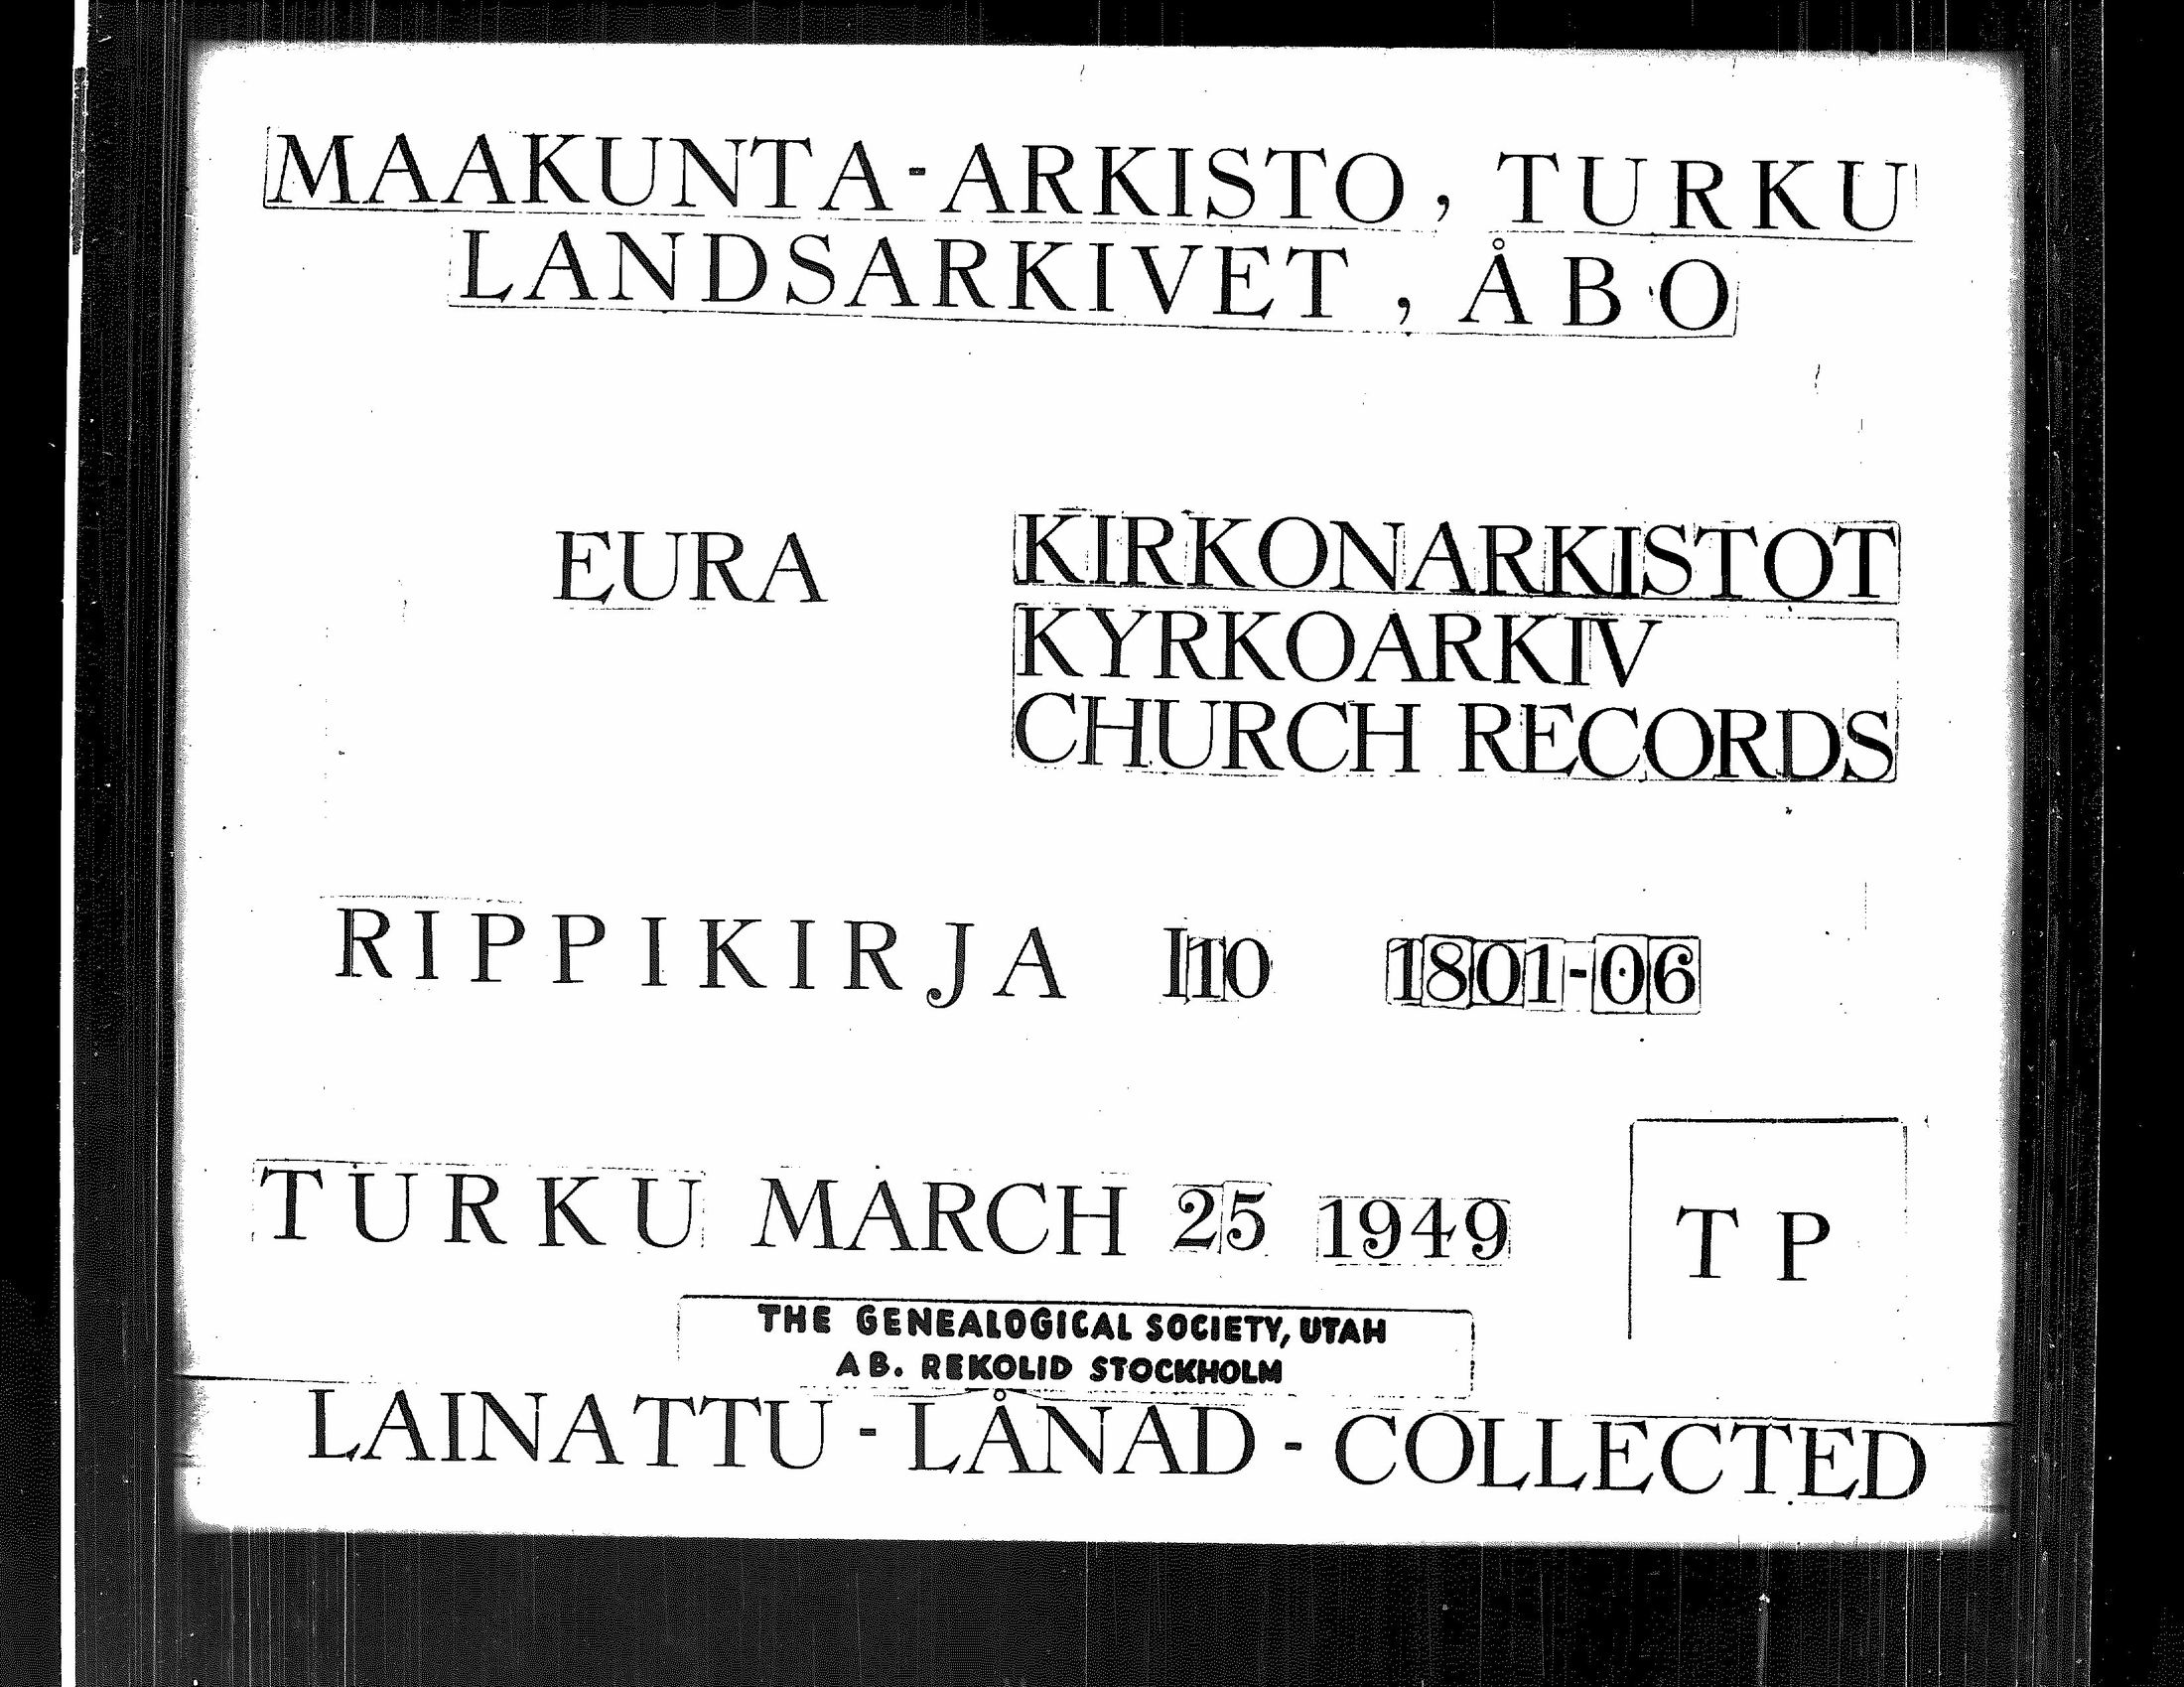 MAAKUNTA-ARKISTO, TURKU
LANDSARKIVET, ÅBO
EURA
KIRKONARKISTOT
KYRKOARKIV
CHURCH RECORDS
RIPPIKIRJA I10 1801-06
TURKU MARCH 25 1949
TP
THE GENEALOGICAL SOCIETY, UTAH
AB. REKOLID STOCKHOLM
LAINATTU - LÅNAD - COLLECTED